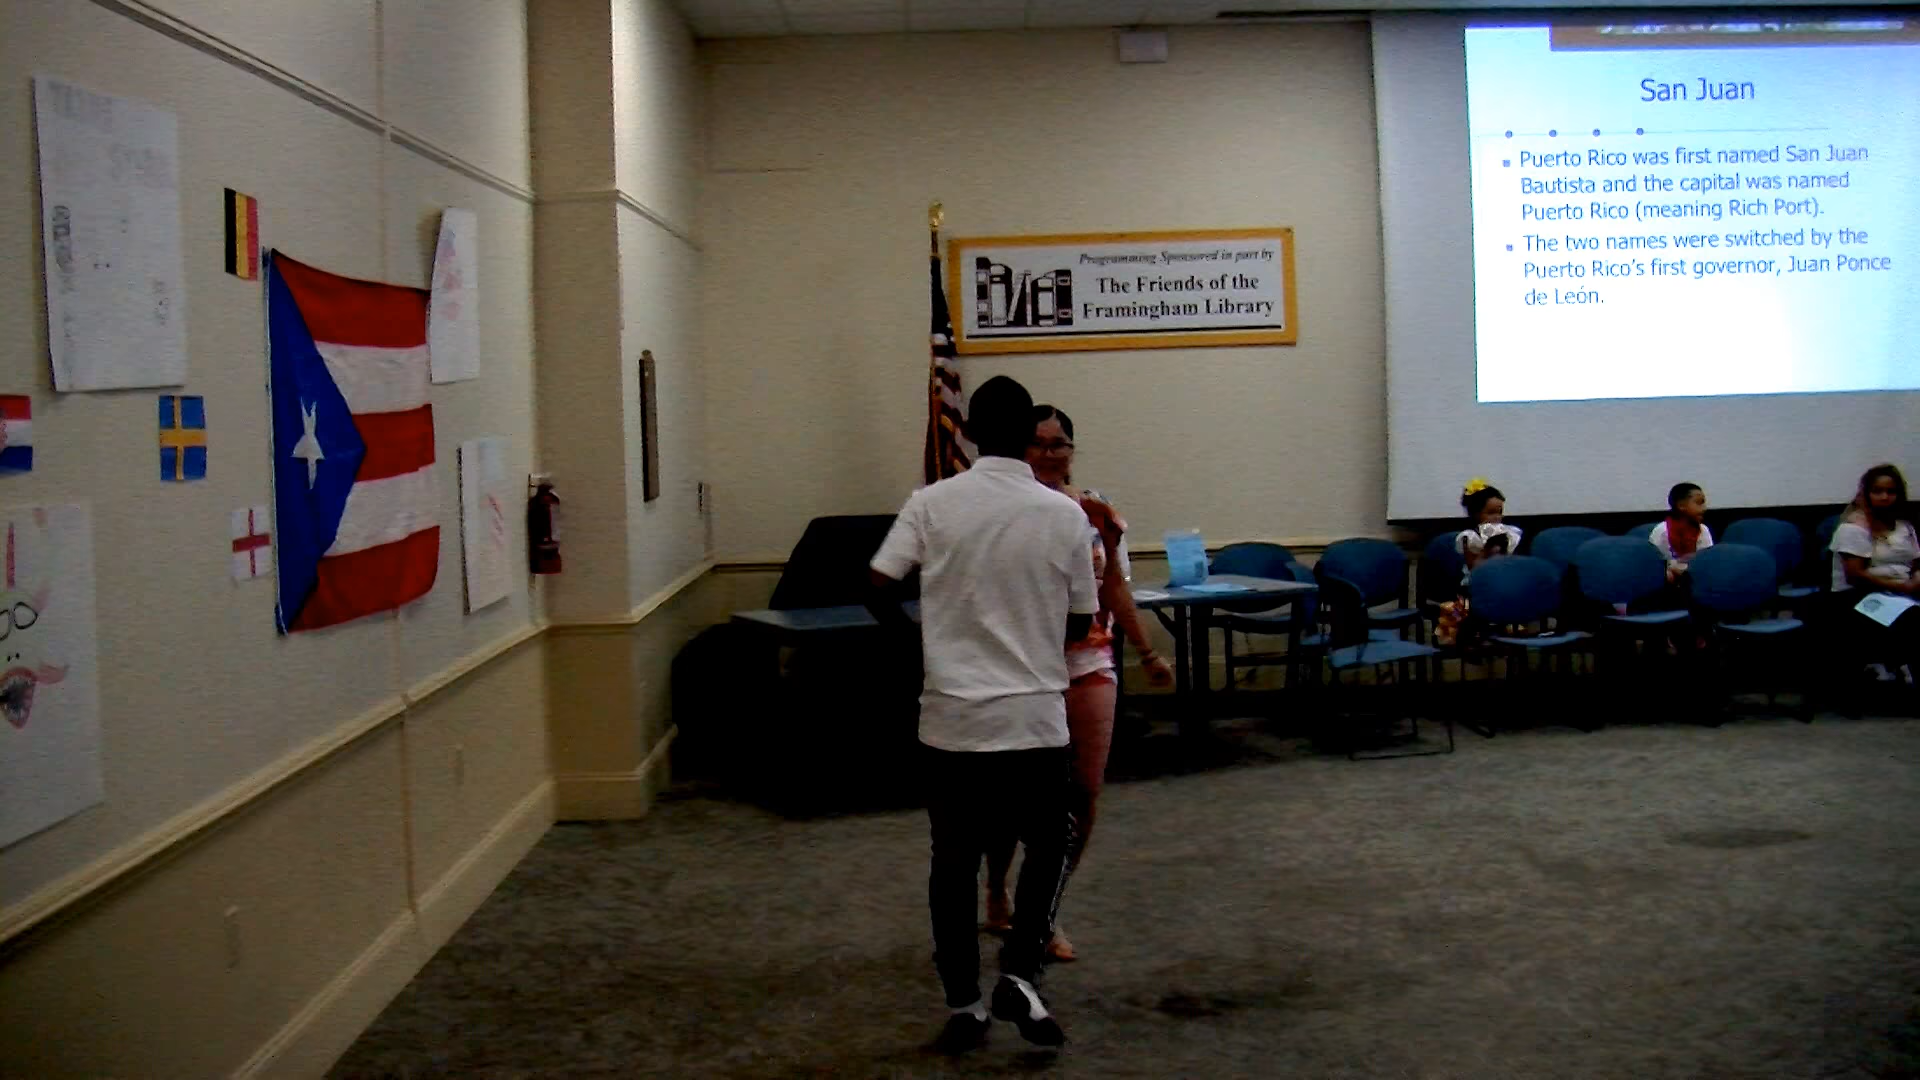 Programming Sponsored in part by
The Friends of the
Framingham Library
San Juan
Puerto Rico was first named San Juan
Bautista and the capital was named
Puerto Rico (meaning Rich Port).
The two names were switched by the
Puerto Rico's first governor, Juan Ponce
de León.